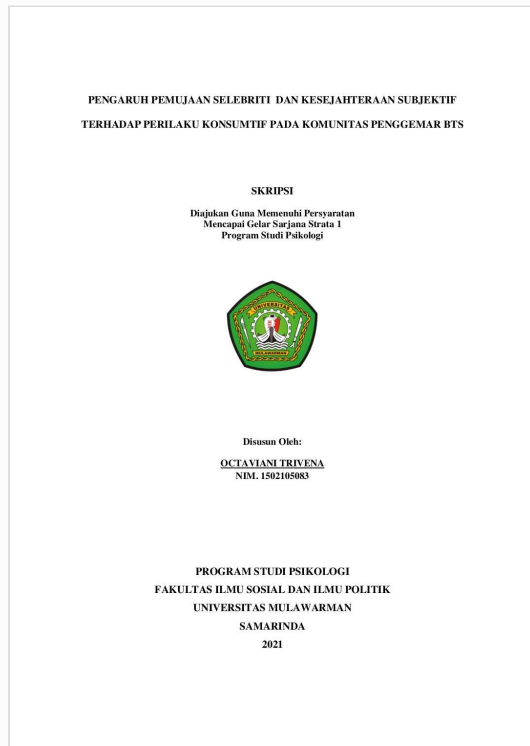 PENGARUH PEMUJAAN SELEBRITI DAN KESEJAHTERAAN SUBJEKTIF
TERHADAP PERILAKU KONSUMTIF PADA KOMUNITAS PENGGEMAR BTS
SKRIPSI
Diajukan Guna Memenuhi Persyaratan
Mencapai Gelar Sarjana Strata 1
Program Studi Psikologi
UNIVERSITAS
MULAWARMAN
Disusun Oleh:
OCTAVIANI TRIVENA
NIM. 1502105083
PROGRAM STUDI PSIKOLOGI
FAKULTAS ILMU SOSIAL DAN ILMU POLITIK
UNIVERSITAS MULAWARMAN
SAMARINDA
2021